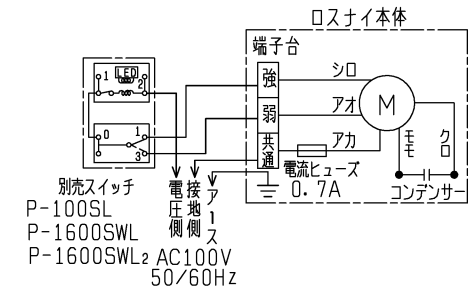 ロスナイ本体
端子台
強
弱
共通
シロ
アオ
アカ
M
モモ
クロ
電流ヒューズ
0.7A
コンデンサー
LED
1
2
0
1
3
別売スイッチ
P-100SL
P-1600SWL
P-1600SWL2
電圧側
接地側
アース
AC100V
50/60Hz